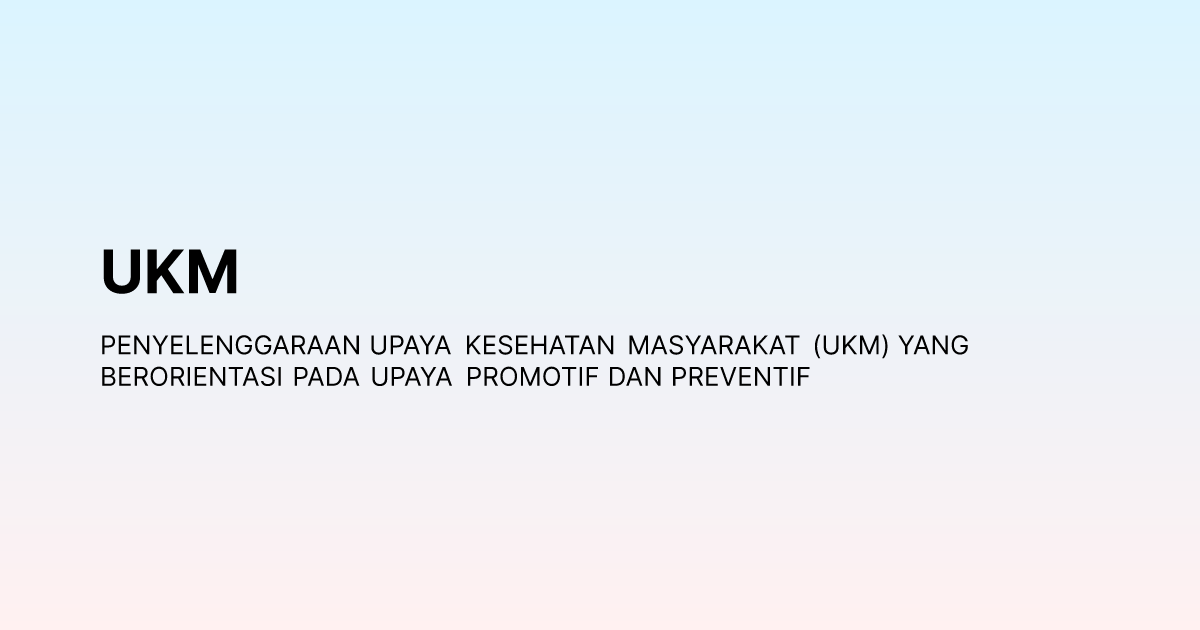 UKM
PENYELENGGARAAN UPAYA KESEHATAN MASYARAKAT (UKM) YANG
BERORIENTASI PADA UPAYA PROMOTIF DAN PREVENTIF